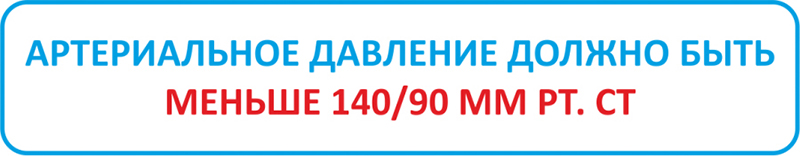 АРТЕРИАЛЬНОЕ ДАВЛЕНИЕ ДОЛЖНО БЫТЬ
МЕНЬШЕ 140/90 ММ РТ. СТ